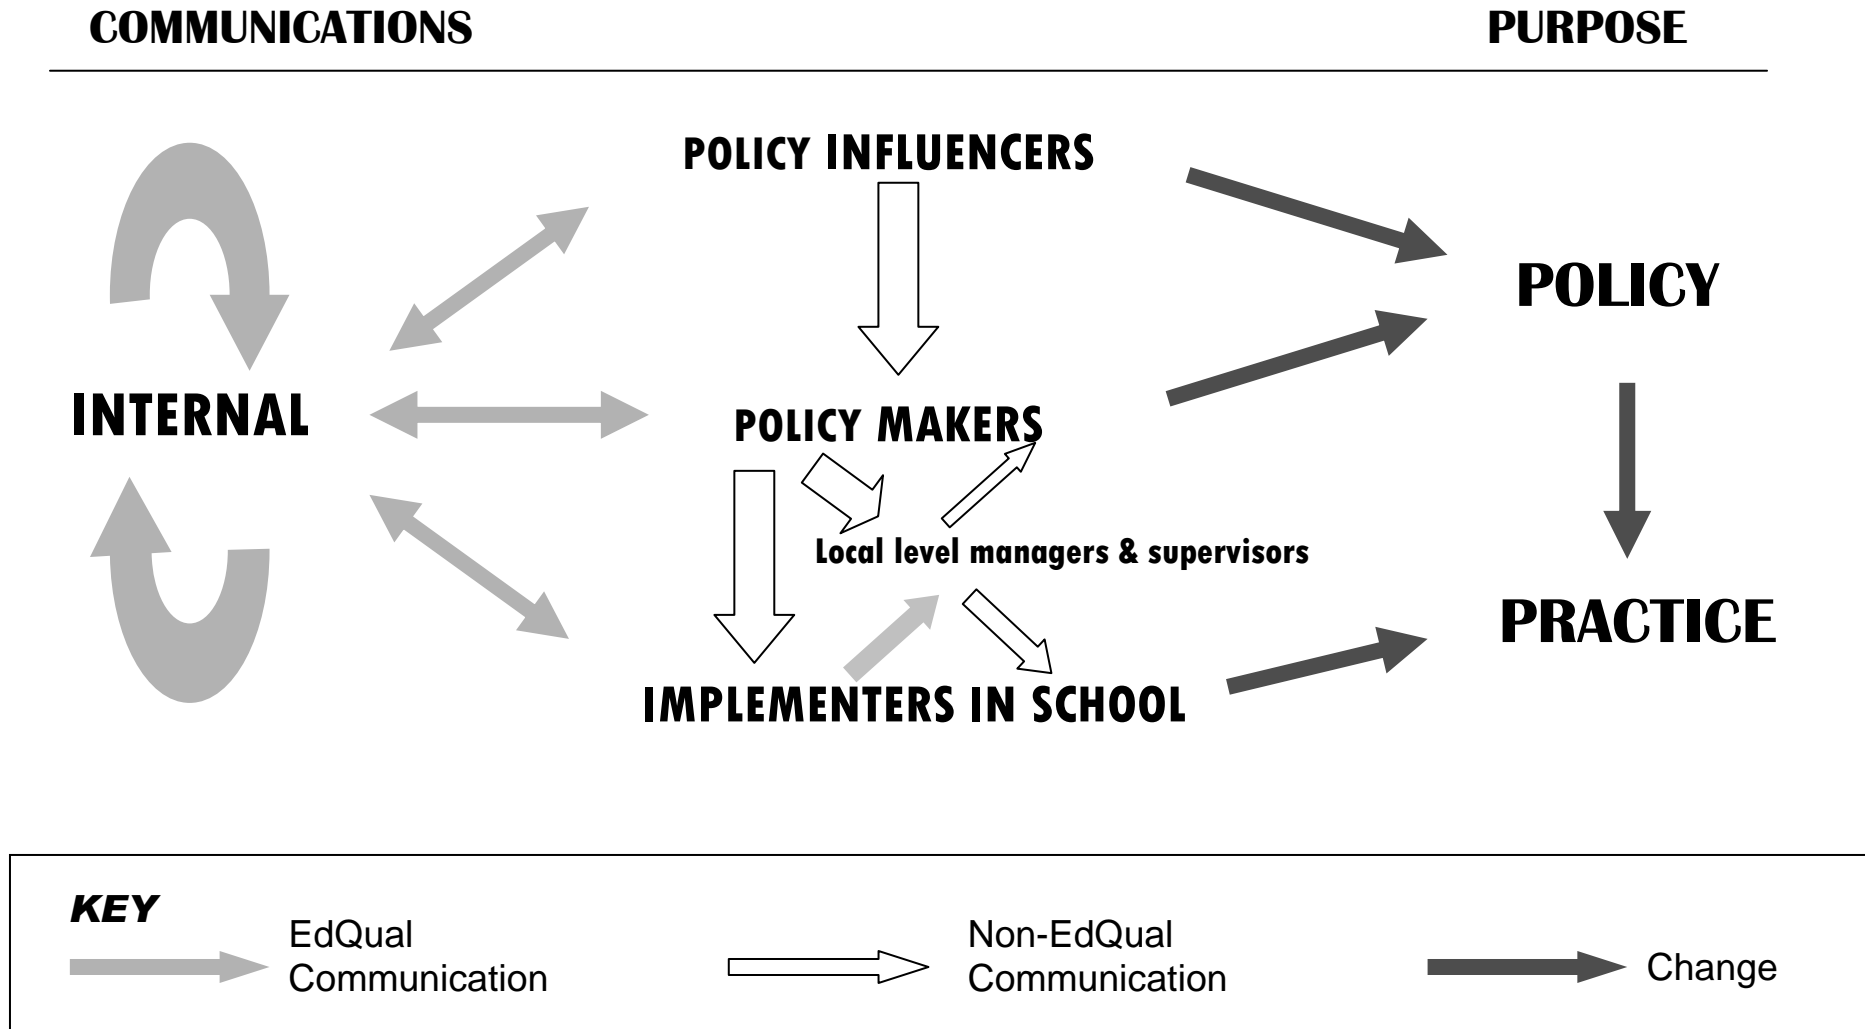 COMMUNICATIONS
PURPOSE
POLICY INFLUENCERS
POLICY
INTERNAL
POLICY MAKERS
Local level managers & supervisors
PRACTICE
IMPLEMENTERS IN SCHOOL
KEY
EdQual
Communication
Non-EdQual
Communication
Change